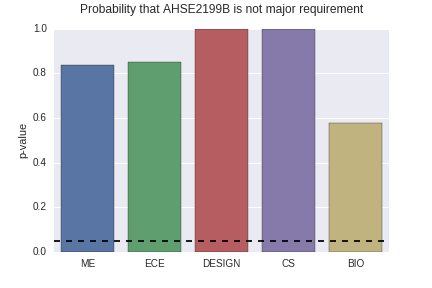 Probability that AHSE2199B is not major requirement
1.0
0.8
0.6
0.4
0.2
0.0
p-value
ME ECE DESIGN CS BIO